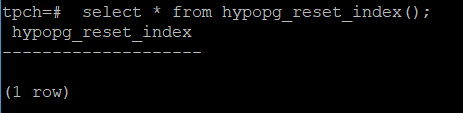 tpch=#  select * from hypopg_reset_index();
 hypopg_reset_index
--------------------
(1 row)